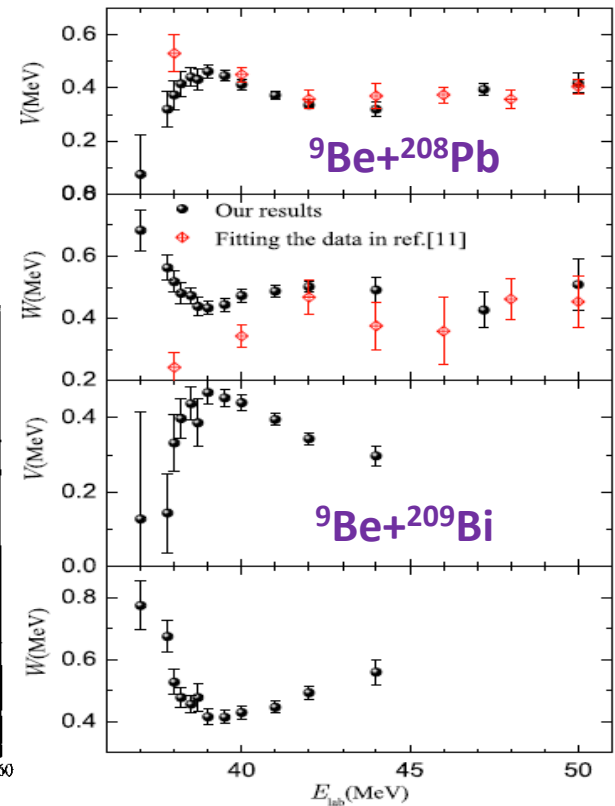 0.6
0.4
0.2
0.8
V(MeV)
⁹Be+²⁰⁸Pb
Our results
Fitting the data in ref.[11]
0.6
0.4
0.2
W(MeV)
0.4
0.2
0.0
V(MeV)
⁹Be+²⁰⁹Bi
0.8
0.6
0.4
W(MeV)
60
40 45 50
E_lab(MeV)